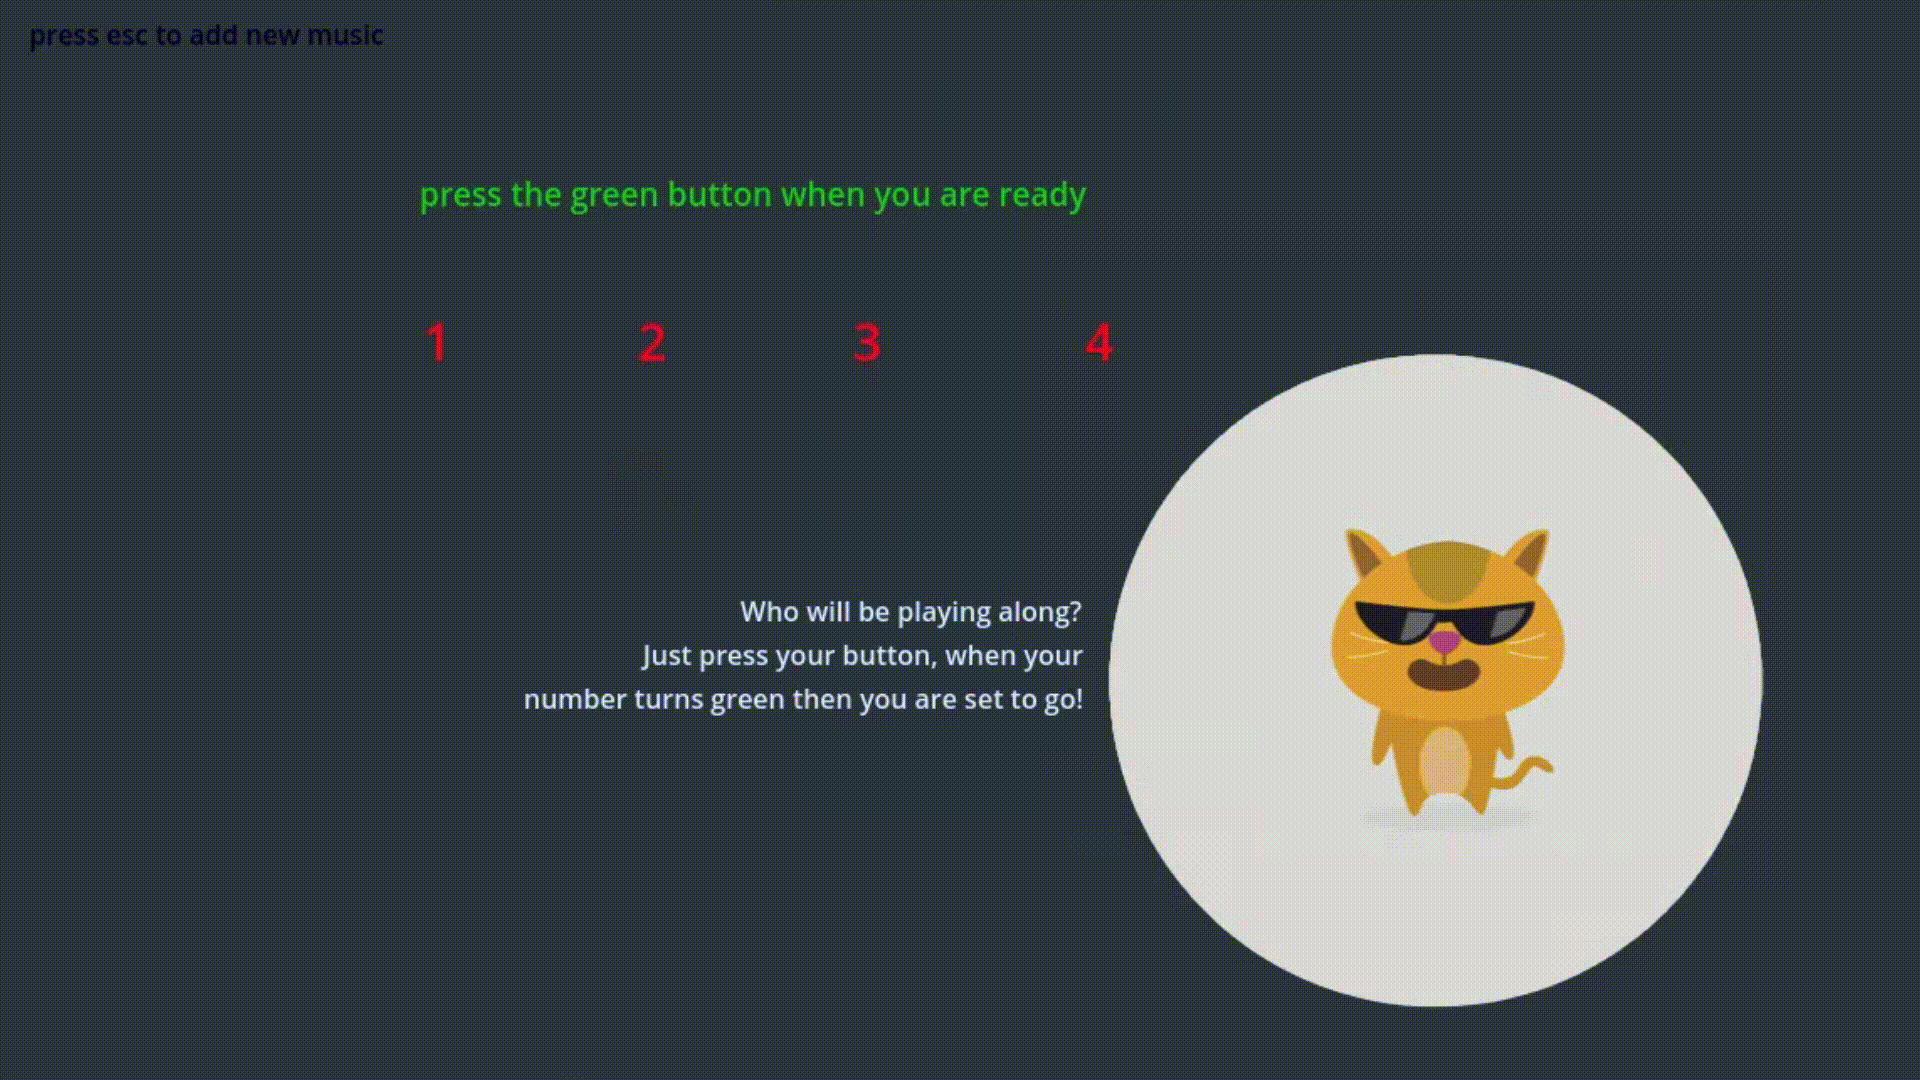 press esc to add new music
press the green button when you are ready
1 2 3 4
Who will be playing along?
Just press your button, when your
number turns green then you are set to go!